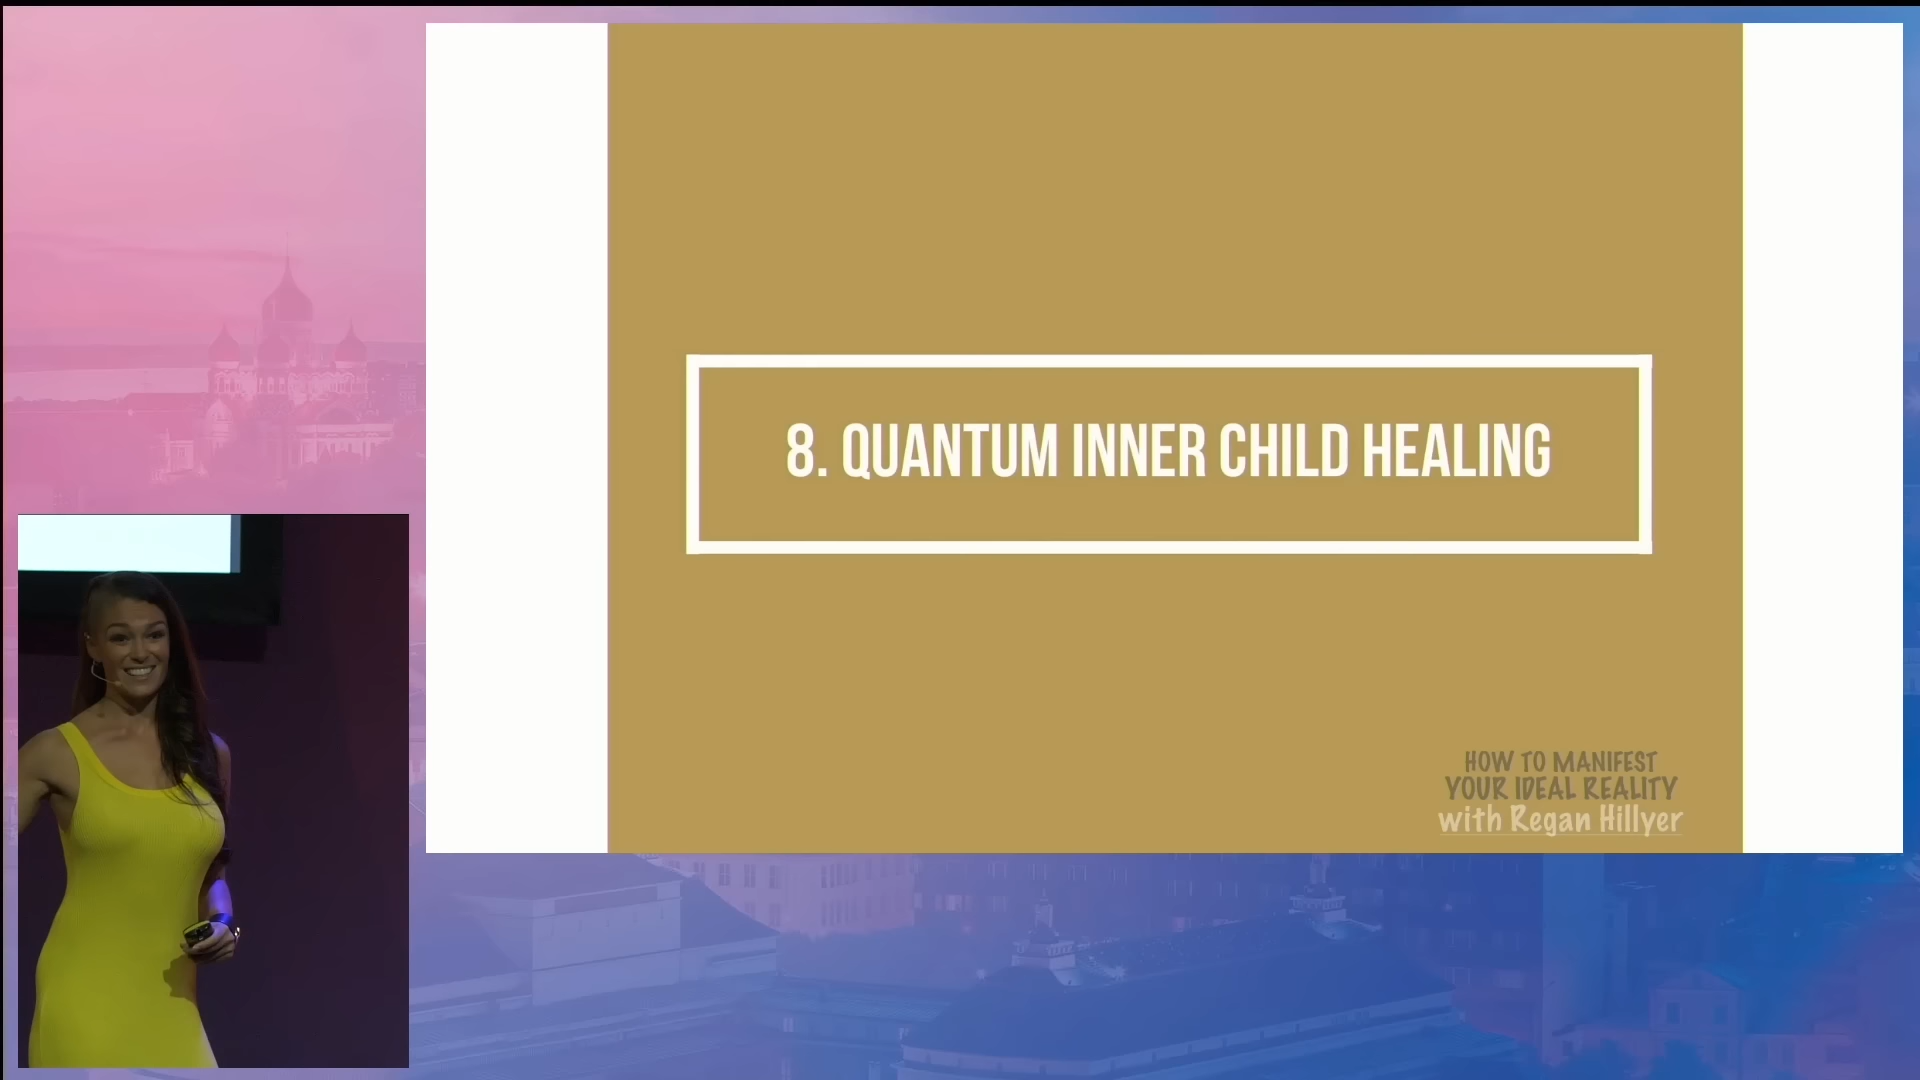 8. QUANTUM INNER CHILD HEALING
HOW TO MANIFEST
YOUR IDEAL REALITY
with Regan Hillyer